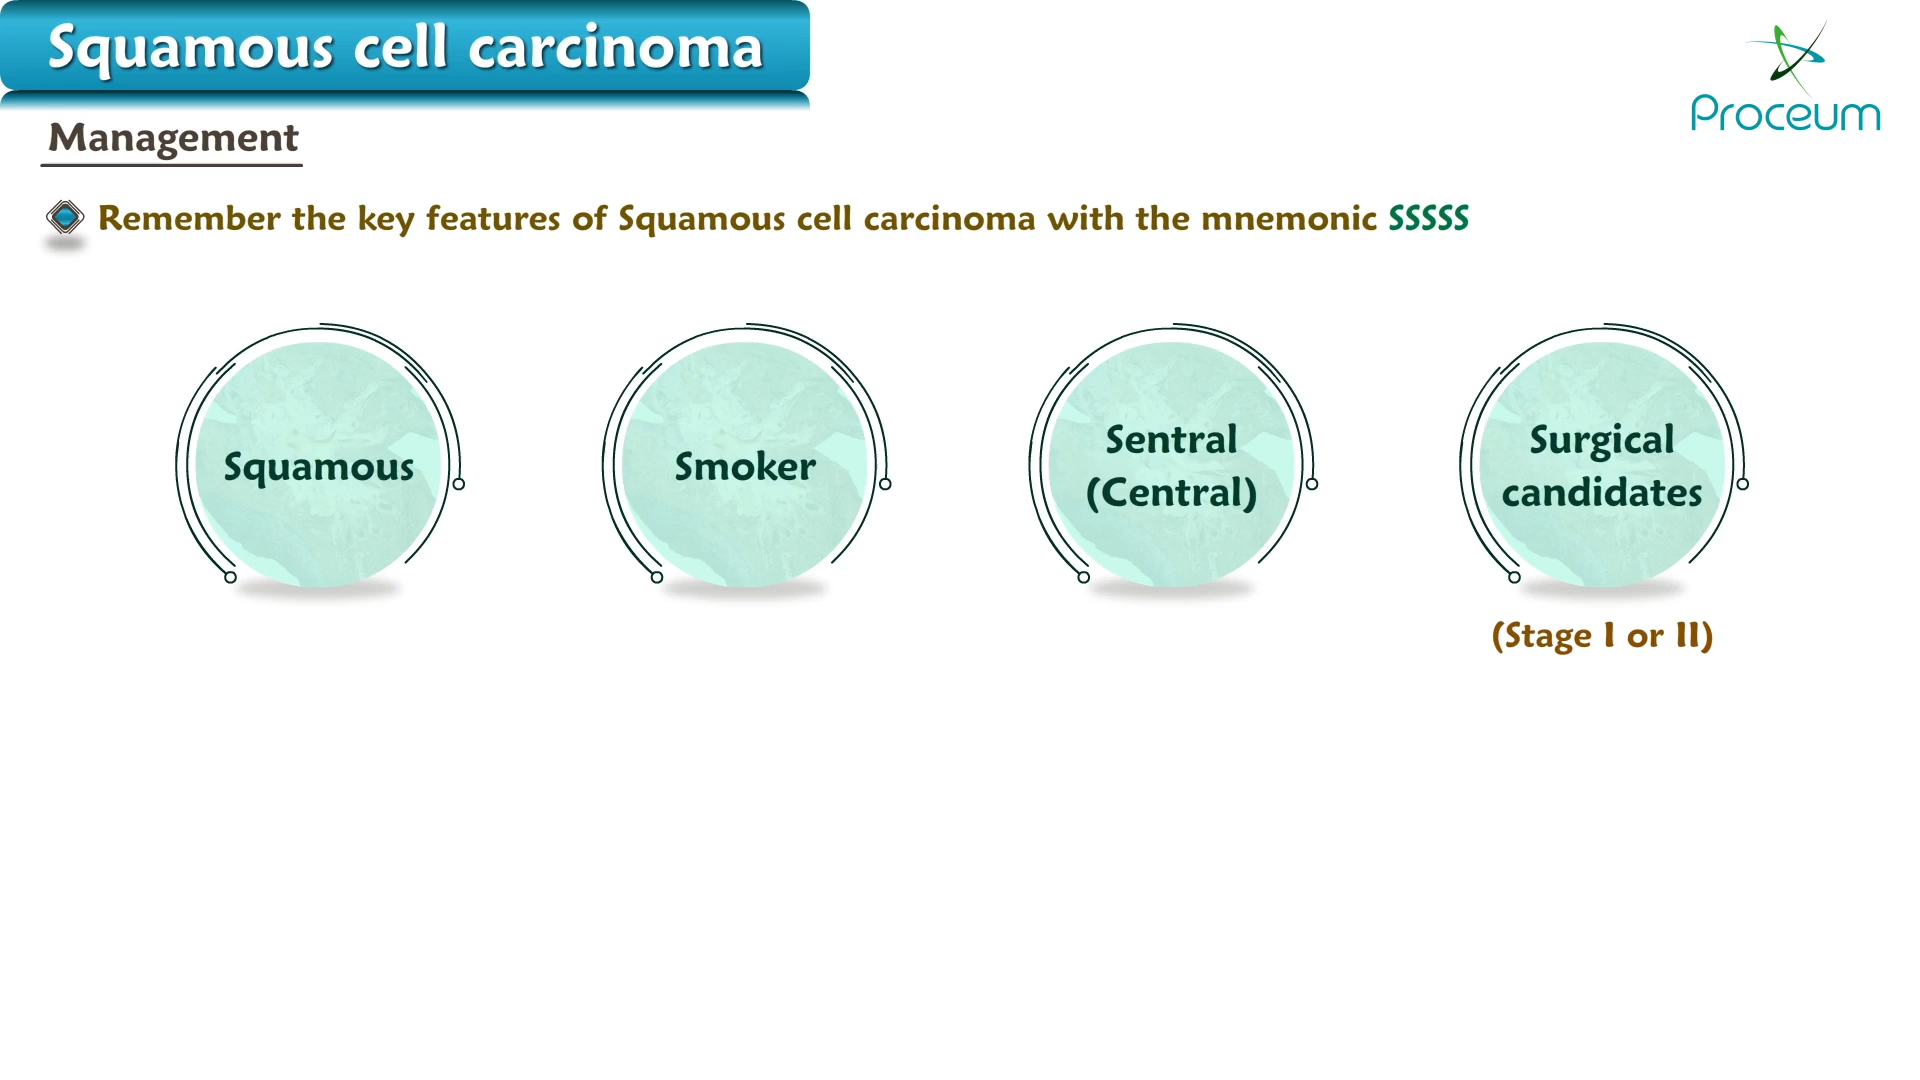 Squamous cell carcinoma
Proceum
Management
Remember the key features of Squamous cell carcinoma with the mnemonic SSSSS
Squamous
Smoker
Sentral
(Central)
Surgical
candidates
(Stage I or II)